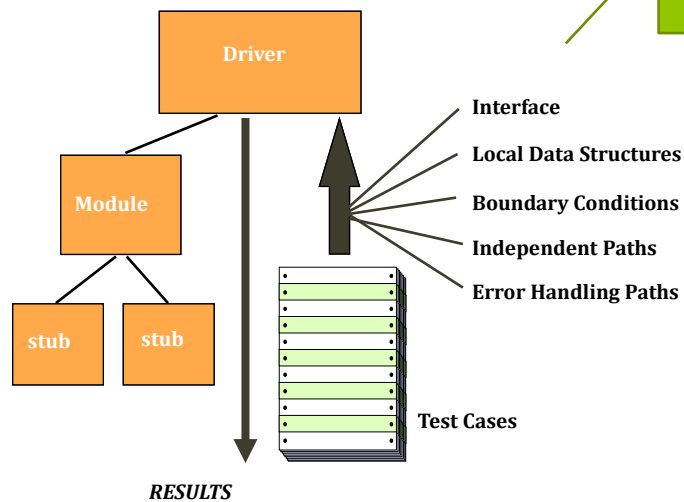 Driver
Interface
Local Data Structures
Module
Boundary Conditions
Independent Paths
Error Handling Paths
stub
stub
Test Cases
RESULTS